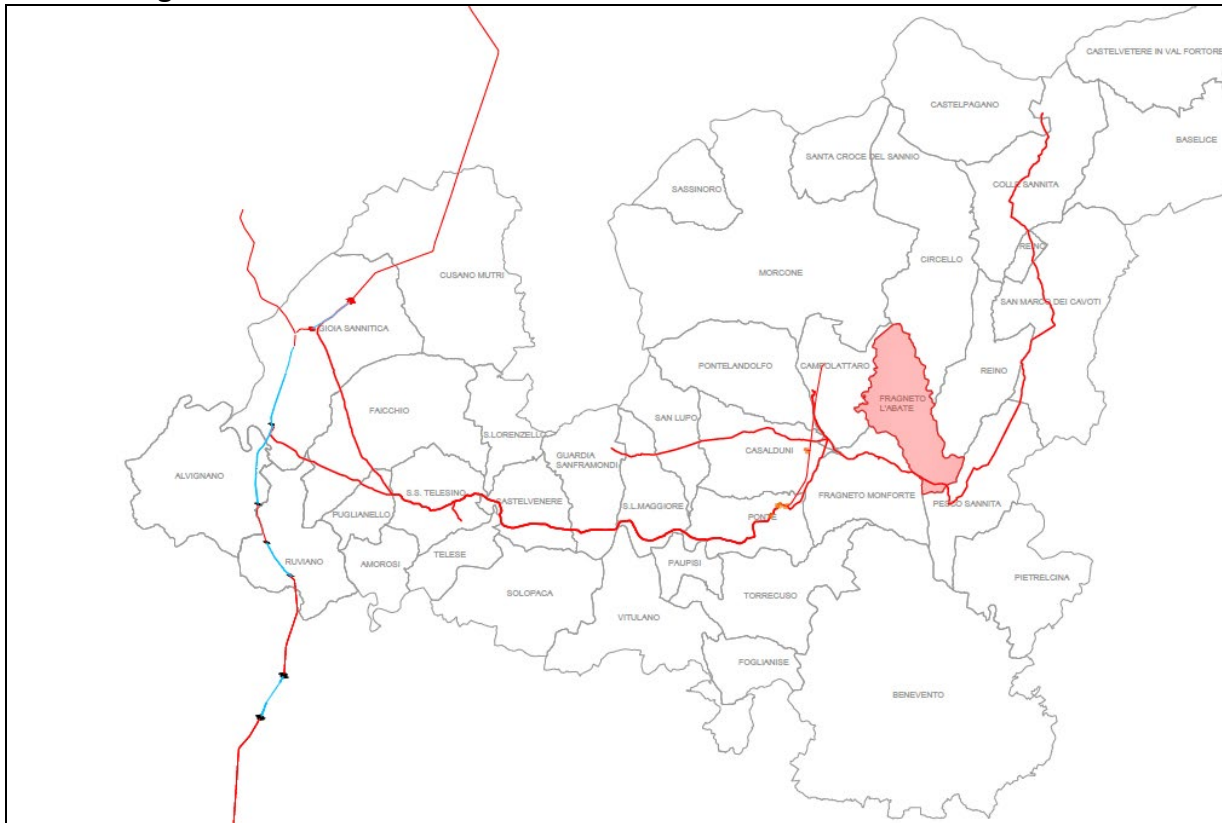 CASTELVETERE IN VAL FORTORE
CASTELPAGANO
BASELICE
SANTA CROCE DEL SANNIO
SASSINORO
COLLE SANNITA
REINO
CIRCELLO
CUSANO MUTRI
MORCONE
SAN MARCO DEI CAVOTI
GIOIA SANNITICA
PONTELANDOLFO
CAMPOLATTARO
REINO
FRAGNETO
L'ABATE
FAICCHIO
SAN LUPO
S.LORENZELLO
GUARDIA
SANFRAMONDI
CASALDUNI
ALVIGNANO
S.S. TELESINO
CASTELVENERE
S.L.MAGGIORE
FRAGNETO MONFORTE
PESCO SANNITA
PUGLIANELLO
PONTE
TELESE
RUVIANO
AMOROSI
PAUPISI
PIETRELCINA
SOLOPACA
TORRECUSO
VITULANO
FOGLIANISE
BENEVENTO